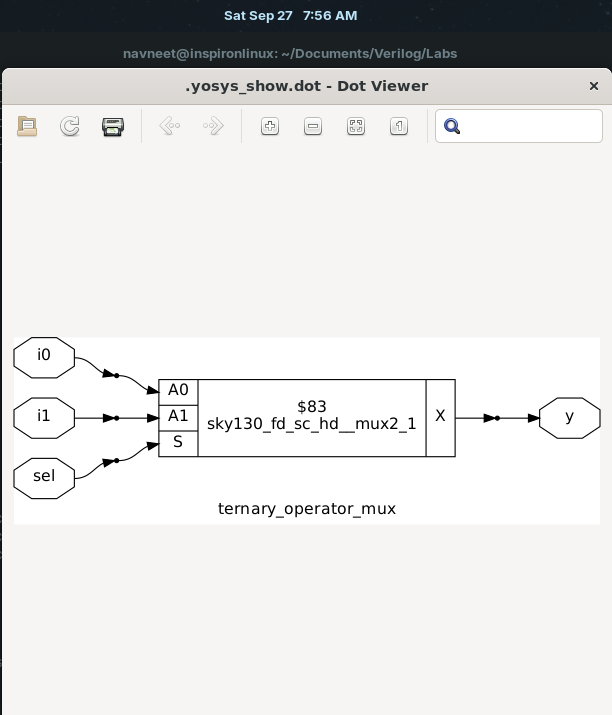 Sat Sep 27 7:56 AM
navneet@inspironlinux: ~/Documents/Verilog/Labs
.yosys_show.dot - Dot Viewer
×
1
i0
i1
sel
A0
A1
S
$83
sky130_fd_sc_hd__mux2_1
X
y
ternary_operator_mux